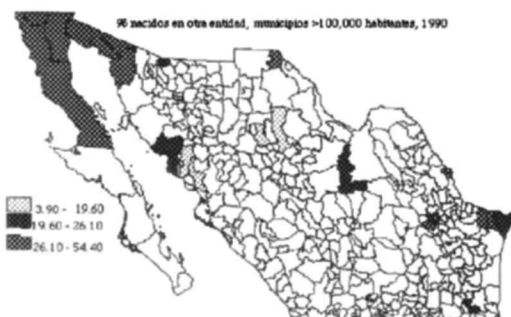 % nacidos en otra entidad, municipios >100,000 habitantes, 1990
3.90 - 19.60
19.60 - 26.10
26.10 - 54.40